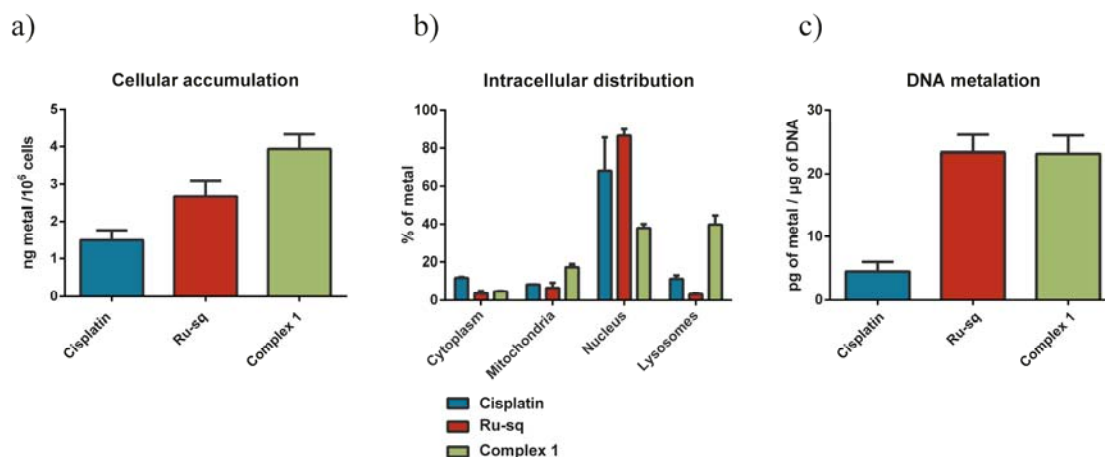 a)
Cellular accumulation
ng metal /10⁶ cells
5
4
3
2
1
0
Cisplatin
Ru-sq
Complex 1
b)
Intracellular distribution
% of metal
100
80
60
40
20
0
Cytoplasm
Mitochondria
Nucleus
Lysosomes
Cisplatin
Ru-sq
Complex 1
c)
DNA metalation
pg of metal / µg of DNA
30
20
10
0
Cisplatin
Ru-sq
Complex 1